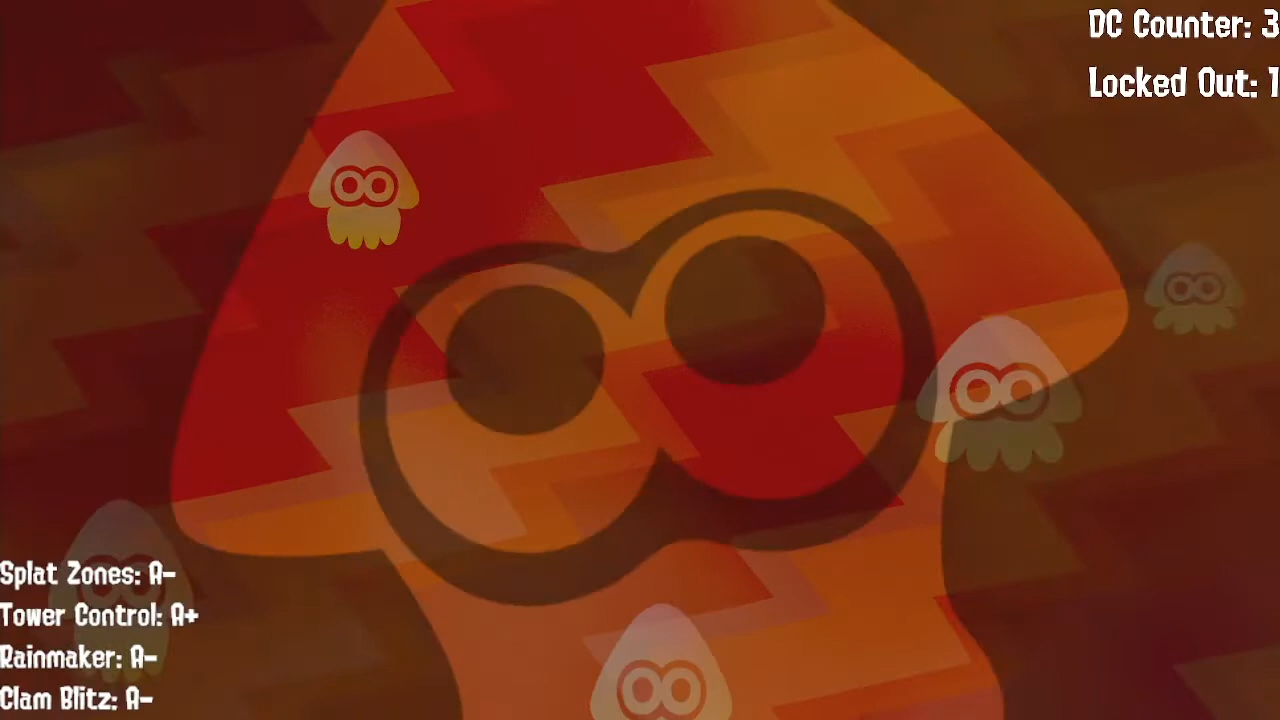 DC Counter: 3
Locked Out: 1
Splat Zones: A-
Tower Control: A+
Rainmaker: A-
Clam Blitz: A-